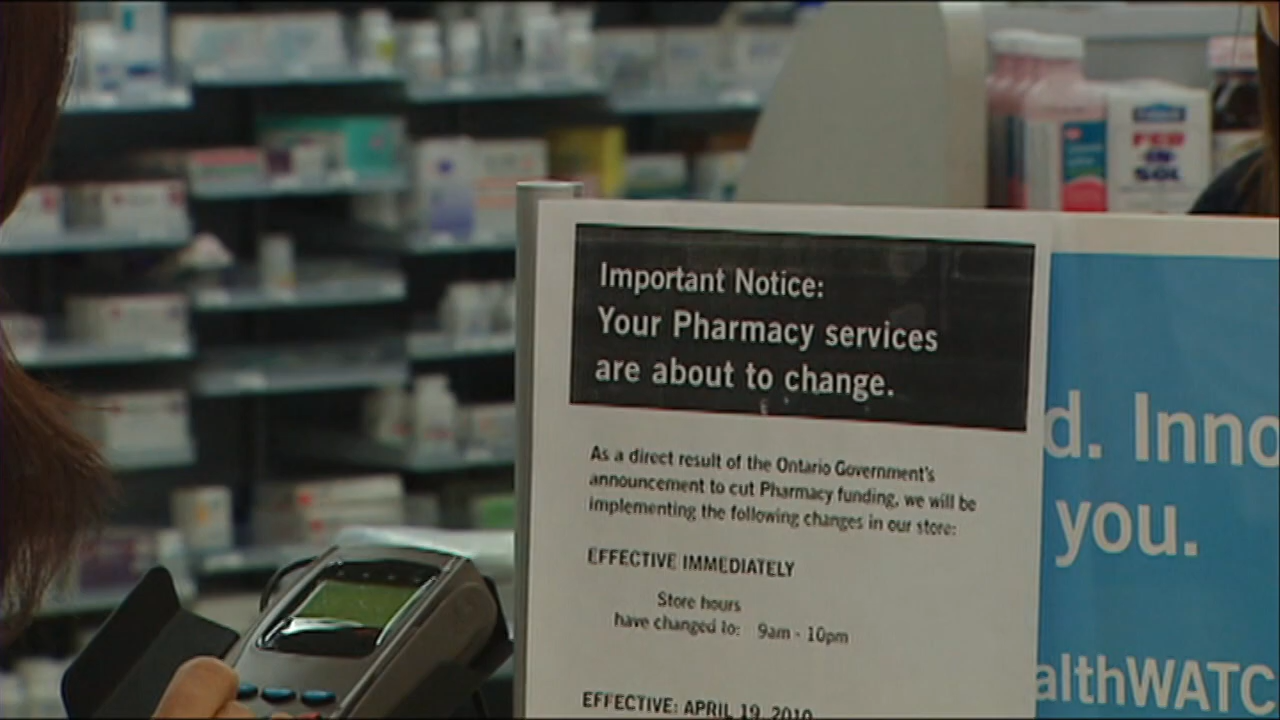 Important Notice:
Your Pharmacy services
are about to change.
As a direct result of the Ontario Government's
announcement to cut Pharmacy funding, we will be
implementing the following changes in our store:
EFFECTIVE IMMEDIATELY
Store hours
have changed to: 9am - 10pm
EFFECTIVE: APRIL 19, 2010
d. Inno
you.
althWATC
FER
IN
SOL